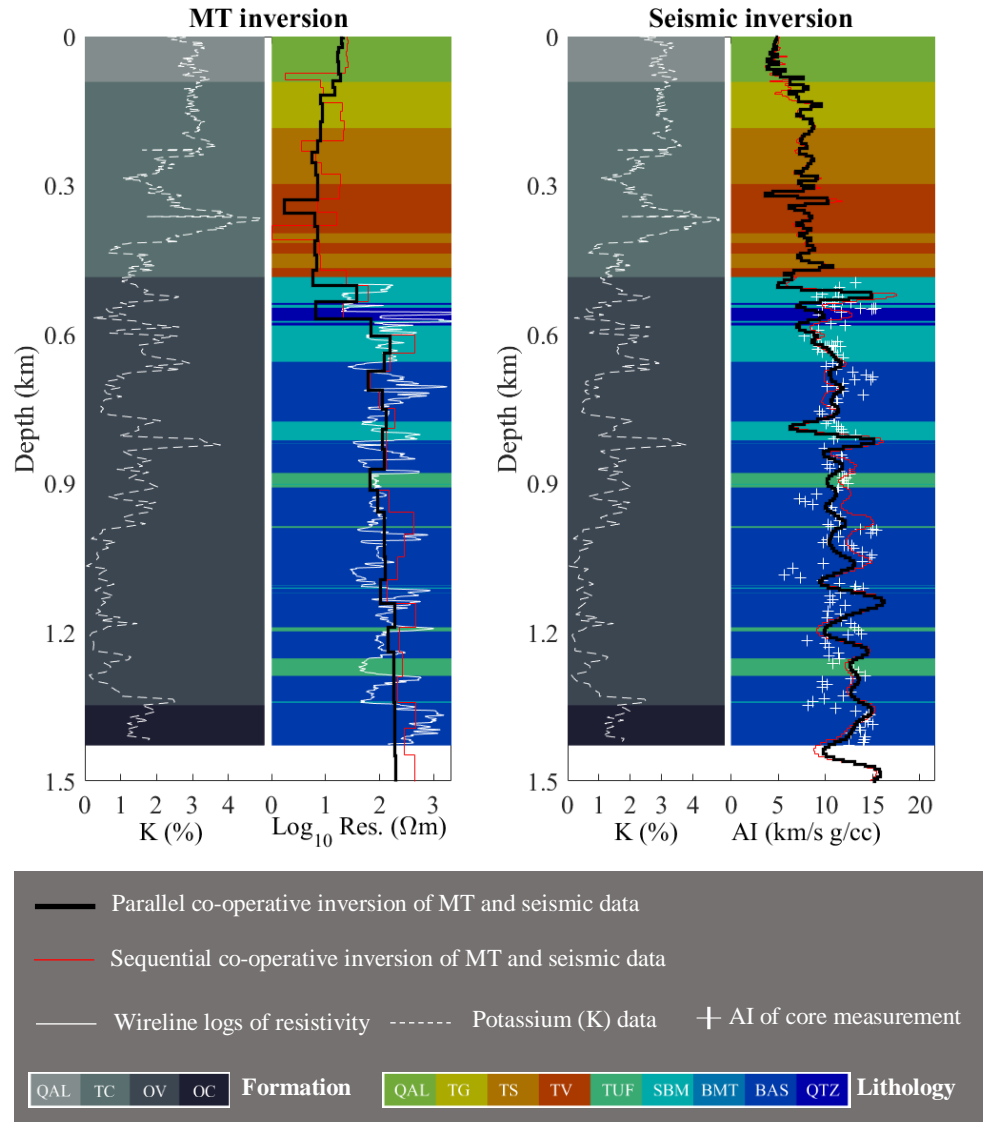 MT inversion
Seismic inversion
0
0.3
0.6
0.9
1.2
1.5
Depth (km)
0 1 2 3 4
K (%)
0 1 2 3
Log10 Res. (Ωm)
0
0.3
0.6
0.9
1.2
1.5
Depth (km)
0 1 2 3 4
K (%)
0 5 10 15 20
AI (km/s g/cc)
Parallel co-operative inversion of MT and seismic data
Sequential co-operative inversion of MT and seismic data
Wireline logs of resistivity Potassium (K) data AI of core measurement
QAL TC OV OC Formation QAL TG TS TV TUF SBM BMT BAS QTZ Lithology